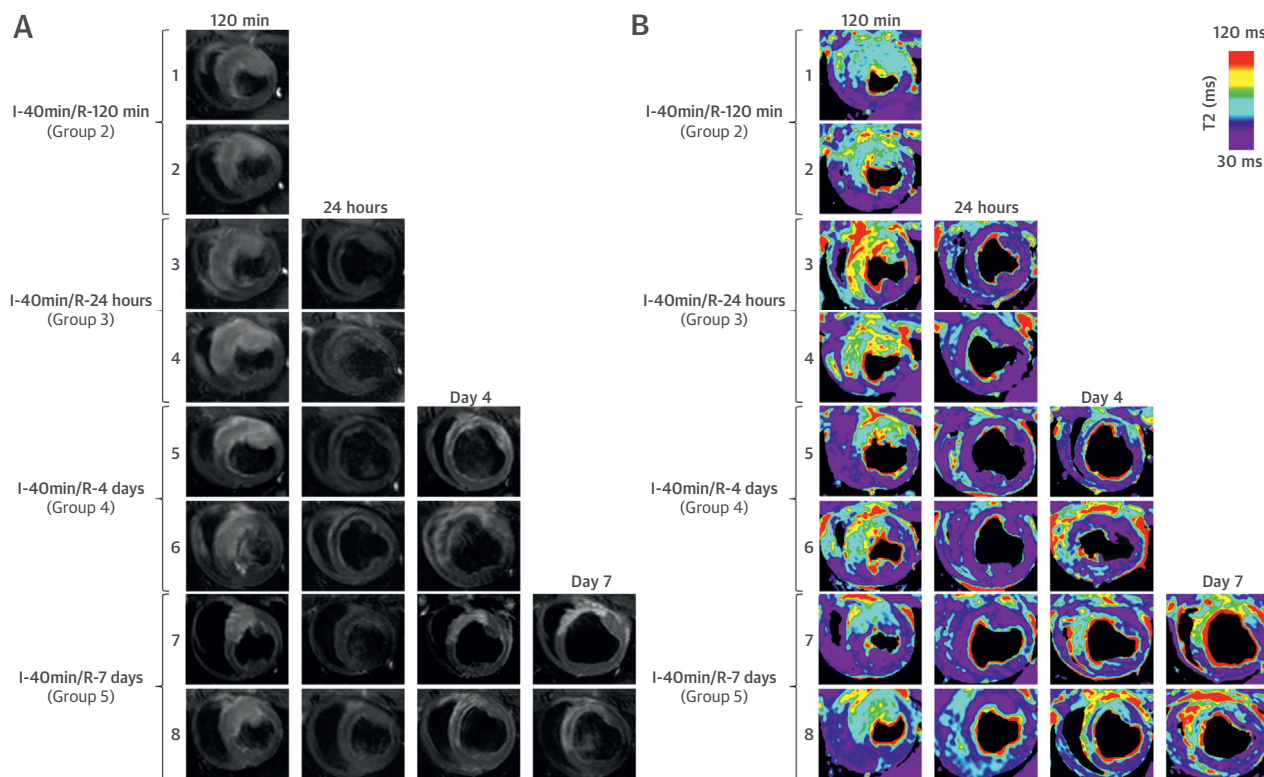 A
120 min
I-40min/R-120 min
(Group 2)
1
2
24 hours
I-40min/R-24 hours
(Group 3)
3
4
Day 4
I-40min/R-4 days
(Group 4)
5
6
Day 7
I-40min/R-7 days
(Group 5)
7
8
B
120 min
I-40min/R-120 min
(Group 2)
1
2
120 ms
T2 (ms)
30 ms
24 hours
I-40min/R-24 hours
(Group 3)
3
4
Day 4
I-40min/R-4 days
(Group 4)
5
6
Day 7
I-40min/R-7 days
(Group 5)
7
8